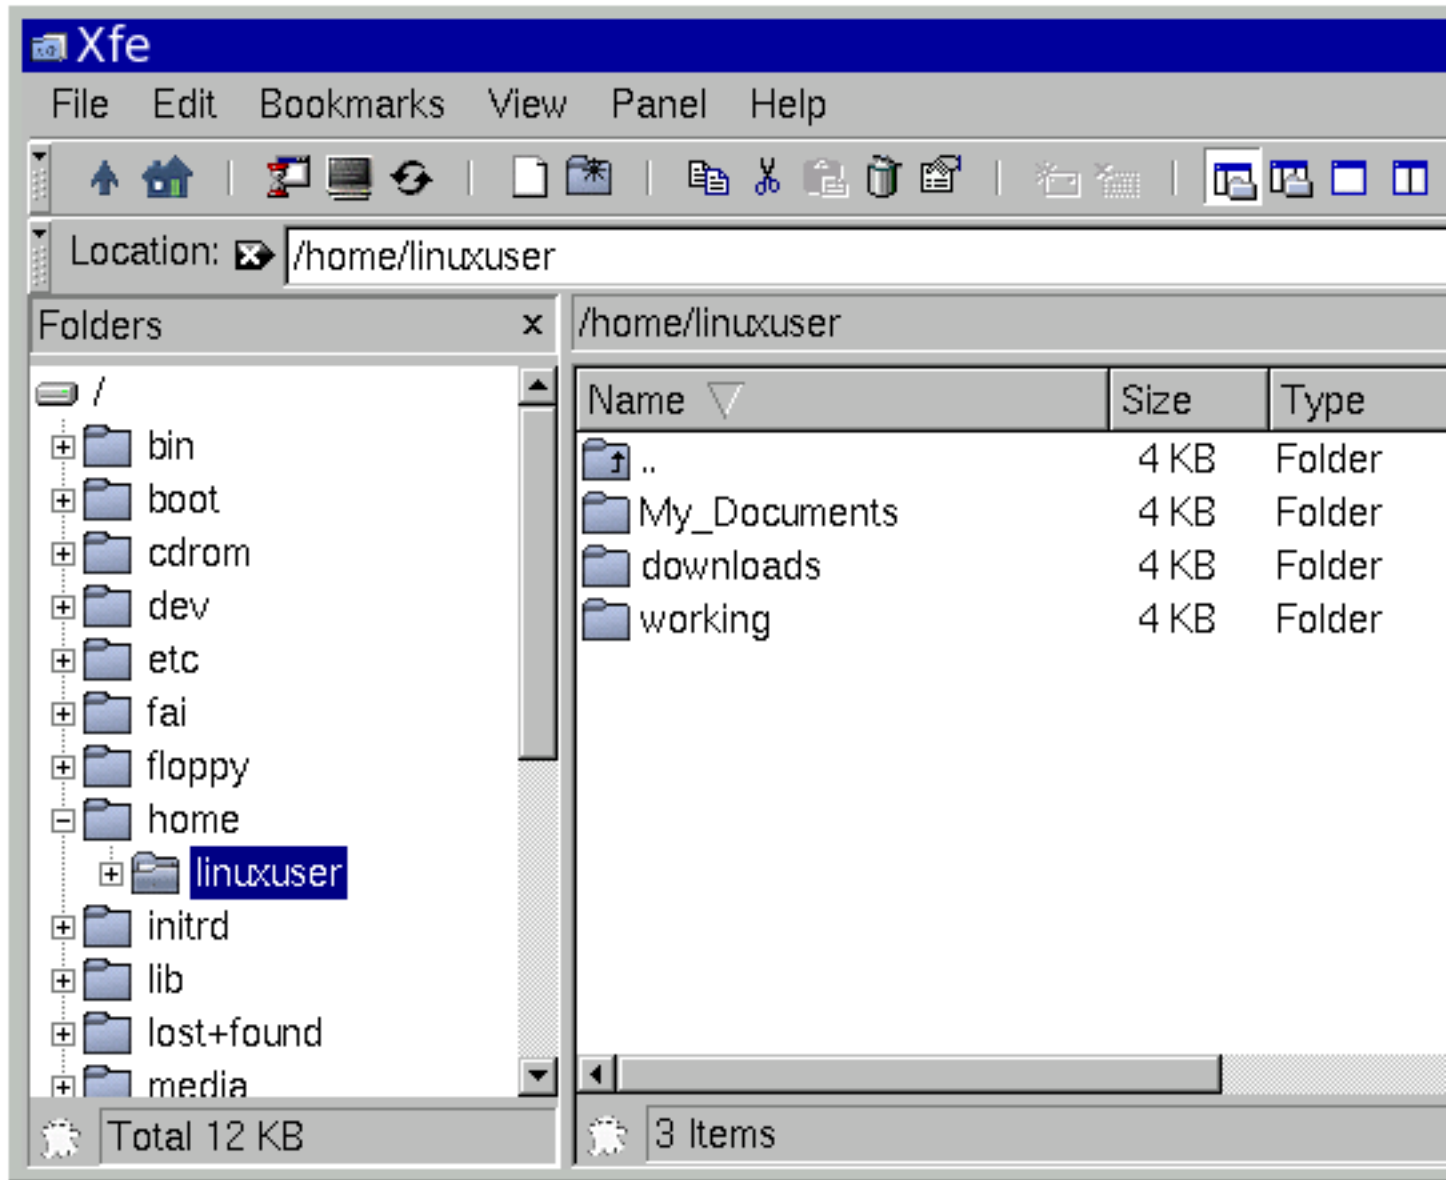 Xfe
File Edit Bookmarks View Panel Help
Location: /home/linuxuser
Folders x
/
bin
boot
cdrom
dev
etc
fai
floppy
home
linuxuser
initrd
lib
lost+found
media
Total 12 KB
/home/linuxuser
Name Size Type
.. 4 KB Folder
My_Documents 4 KB Folder
downloads 4 KB Folder
working 4 KB Folder
3 Items